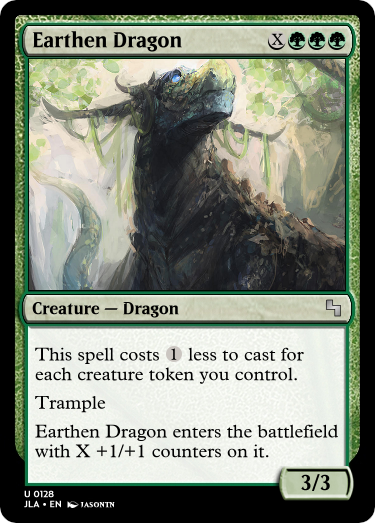 Earthen Dragon X
Creature — Dragon
This spell costs 1 less to cast for
each creature token you control.
Trample
Earthen Dragon enters the battlefield
with X +1/+1 counters on it.
3/3
U 0128
JLA • EN JASONTN